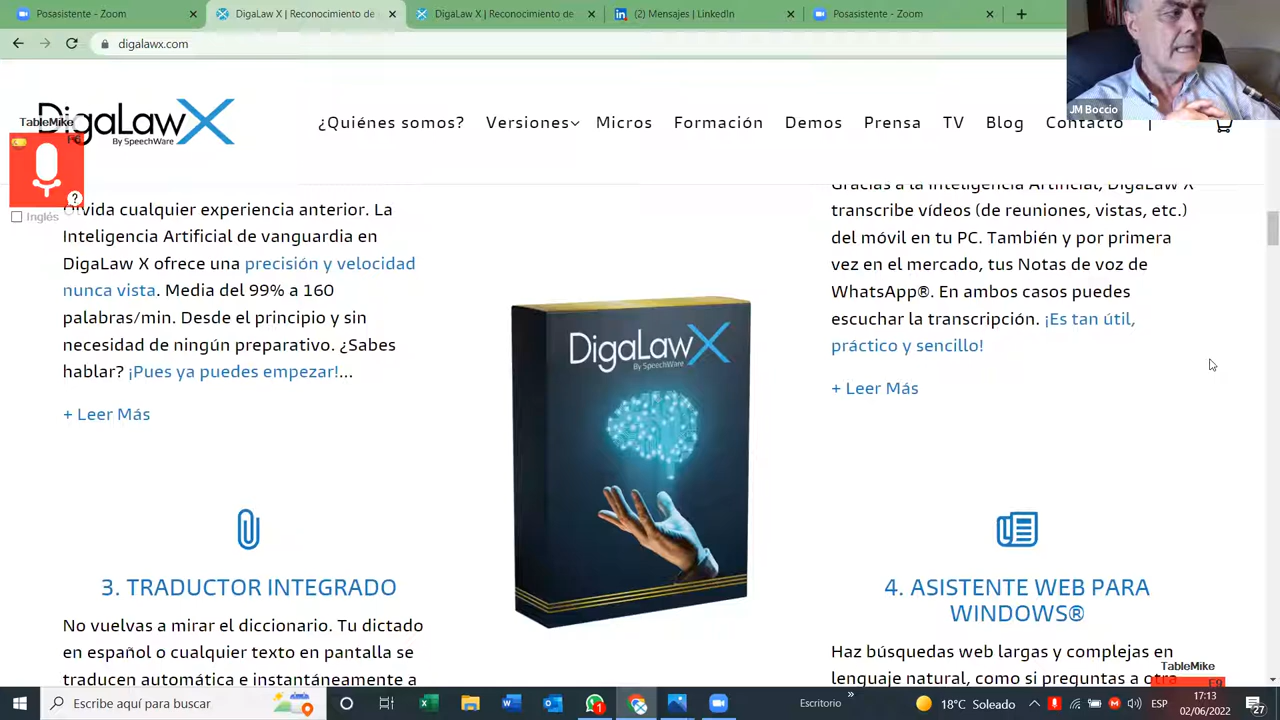 Posasistente - Zoom
DigaLaw X | Reconocimiento de
DigaLaw X | Reconocimiento de
(2) Mensajes | LinkedIn
Posasistente - Zoom
digalawx.com
JM Boccio
TableMike
F6
Inglés
DigaLawX
By SpeechWare
¿Quiénes somos?
Versiones
Micros
Formación
Demos
Prensa
TV
Blog
Contacto
|
Olvida cualquier experiencia anterior. La
Inteligencia Artificial de vanguardia en
DigaLaw X ofrece una precisión y velocidad
nunca vista. Media del 99% a 160
palabras/min. Desde el principio y sin
necesidad de ningún preparativo. ¿Sabes
hablar? ¡Pues ya puedes empezar!...
+ Leer Más
DigaLawX
By SpeechWare
Gracias a la Inteligencia Artificial, DigaLaw X
transcribe vídeos (de reuniones, vistas, etc.)
del móvil en tu PC. También y por primera
vez en el mercado, tus Notas de voz de
WhatsApp®. En ambos casos puedes
escuchar la transcripción. ¡Es tan útil,
práctico y sencillo!
+ Leer Más
3. TRADUCTOR INTEGRADO
No vuelvas a mirar el diccionario. Tu dictado
en español o cualquier texto en pantalla se
traducen automática e instantáneamente a
4. ASISTENTE WEB PARA
WINDOWS®
Haz búsquedas web largas y complejas en
lenguaje natural, como si preguntas a otra
TableMike
F9
Escribe aquí para buscar
1
Escritorio
18°C Soleado
ESP
17:13
02/06/2022
27